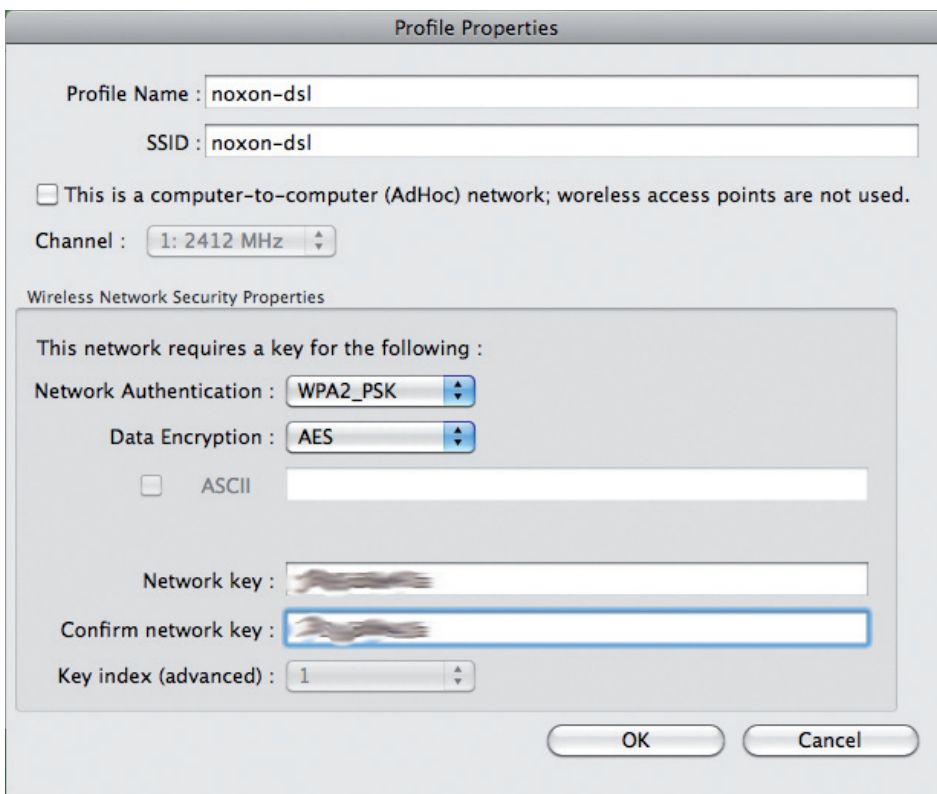 Profile Properties
Profile Name : noxon-dsl
SSID : noxon-dsl
This is a computer-to-computer (AdHoc) network; woreless access points are not used.
Channel : 1: 2412 MHz
Wireless Network Security Properties
This network requires a key for the following :
Network Authentication : WPA2_PSK
Data Encryption : AES
ASCII
Network key :
Confirm network key :
Key index (advanced) : 1
OK Cancel